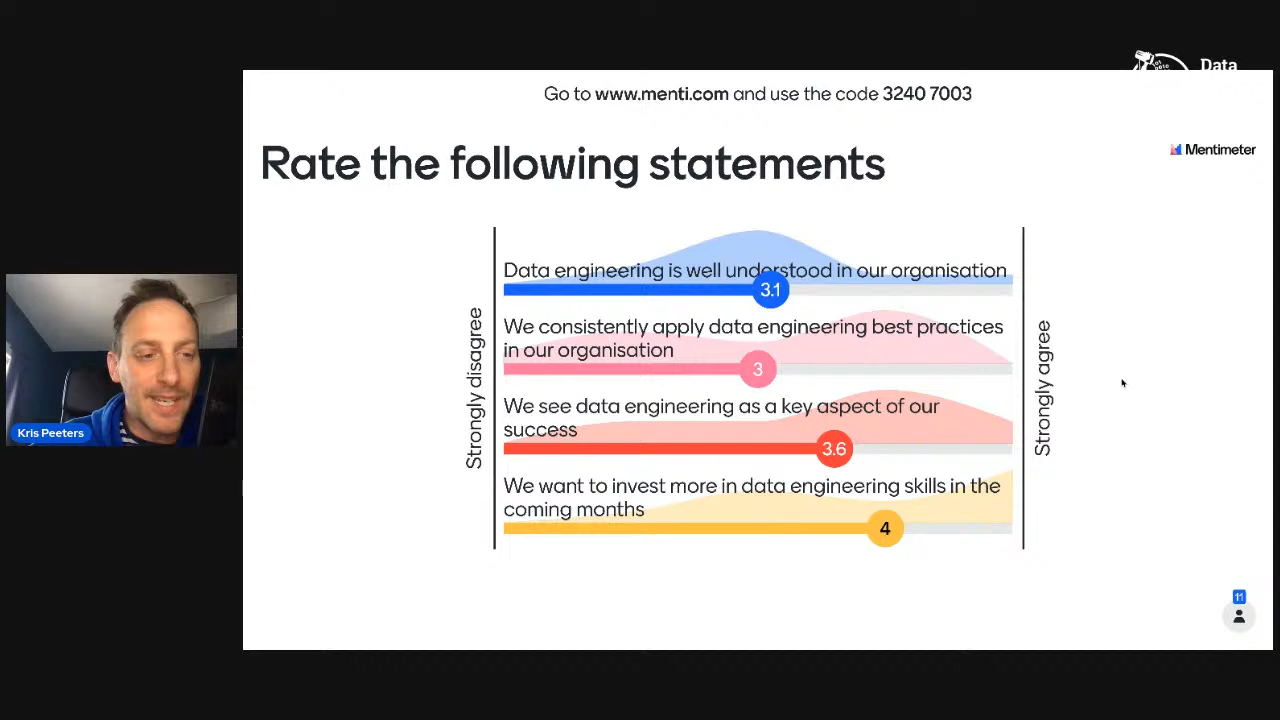 Data
Go to www.menti.com and use the code 3240 7003
Rate the following statements
Mentimeter
Strongly disagree
Data engineering is well understood in our organisation
3.1
We consistently apply data engineering best practices
in our organisation
3
We see data engineering as a key aspect of our
success
3.6
We want to invest more in data engineering skills in the
coming months
4
Strongly agree
Kris Peeters
11